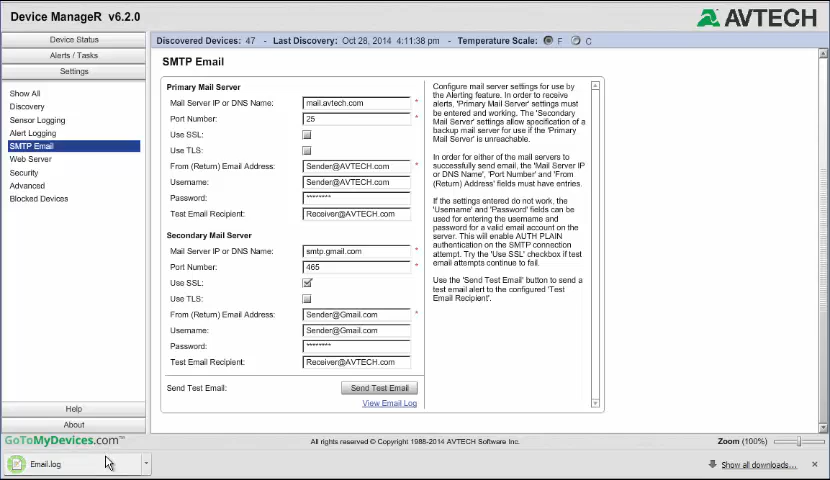 Device ManageR v6.2.0
AVTECH
Device Status
Alerts / Tasks
Settings
Discovered Devices: 47 - Last Discovery: Oct 28, 2014 4:11:38 pm - Temperature Scale: F C
Show All
Discovery
Sensor Logging
Alert Logging
SMTP Email
Web Server
Security
Advanced
Blocked Devices
SMTP Email
Primary Mail Server
Mail Server IP or DNS Name: mail.avtech.com *
Port Number: 25 *
Use SSL:
Use TLS:
From (Return) Email Address: Sender@AVTECH.com *
Username: Sender@AVTECH.com
Password: ********
Test Email Recipient: Receiver@AVTECH.com
Secondary Mail Server
Mail Server IP or DNS Name: smtp.gmail.com *
Port Number: 465 *
Use SSL:
Use TLS:
From (Return) Email Address: Sender@Gmail.com *
Username: Sender@Gmail.com
Password: ********
Test Email Recipient: Receiver@AVTECH.com
Send Test Email: Send Test Email
View Email Log
Configure mail server settings for use by
the Alerting feature. In order to receive
alerts, 'Primary Mail Server' settings must
be entered and working. The 'Secondary
Mail Server' settings allow specification of a
backup mail server for use if the 'Primary
Mail Server' is unreachable.
In order for either of the mail servers to
successfully send email, the 'Mail Server IP
or DNS Name', 'Port Number' and 'From
(Return) Address' fields must have entries.
If the settings entered do not work, the
'Username' and 'Password' fields can be
used for entering the username and
password for a valid email account on the
server. This will enable AUTH PLAIN
authentication on the SMTP connection
attempt. Try the 'Use SSL' checkbox if test
email attempts continue to fail.
Use the 'Send Test Email' button to send a
test email alert to the configured 'Test
Email Recipient'.
Help
About
GoToMyDevices.com™
All rights reserved © Copyright 1988-2014 AVTECH Software Inc.
Zoom (100%)
Email.log
Show all downloads...